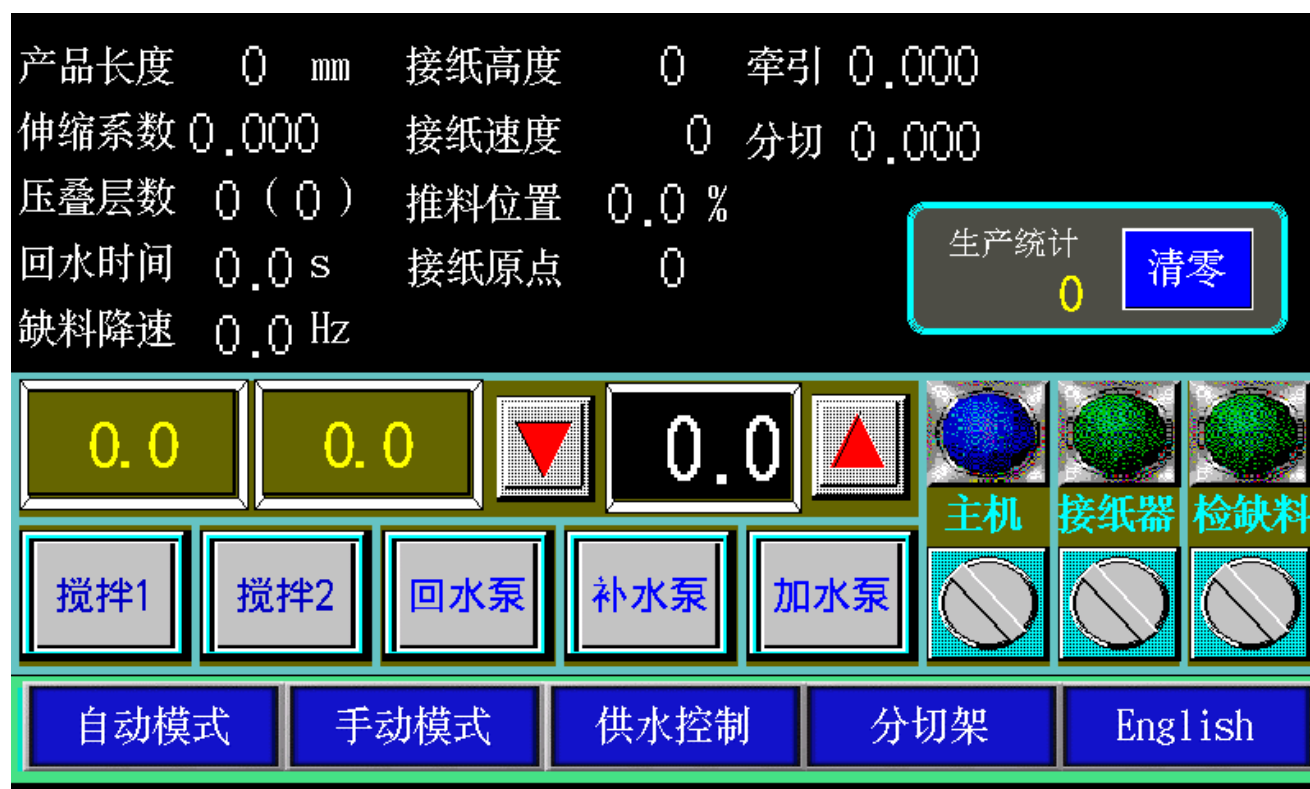 产品长度 0 mm 接纸高度 0 牵引 0.000
伸缩系数 0.000 接纸速度 0 分切 0.000
压叠层数 0 ( 0 ) 推料位置 0.0 %
生产统计 清零
0
回水时间 0.0 s 接纸原点 0
缺料降速 0.0 Hz
0.0 0.0 0.0
主机 接纸器 检缺料
搅拌1 搅拌2 回水泵 补水泵 加水泵
自动模式 手动模式 供水控制 分切架 English